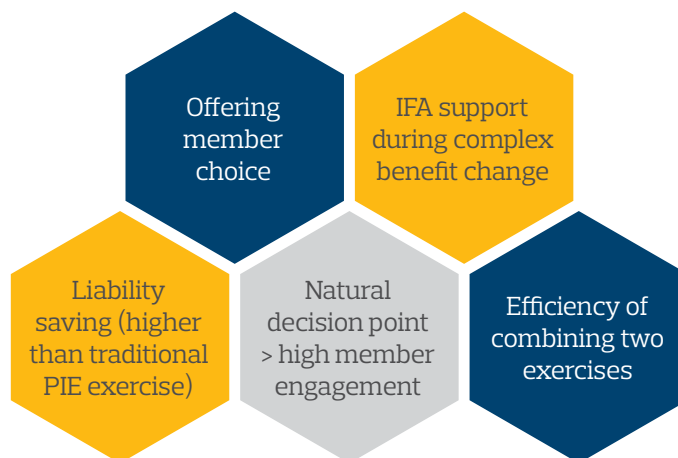 Offering
member
choice
IFA support
during complex
benefit change
Liability
saving (higher
than traditional
PIE exercise)
Natural
decision point
> high member
engagement
Efficiency of
combining two
exercises